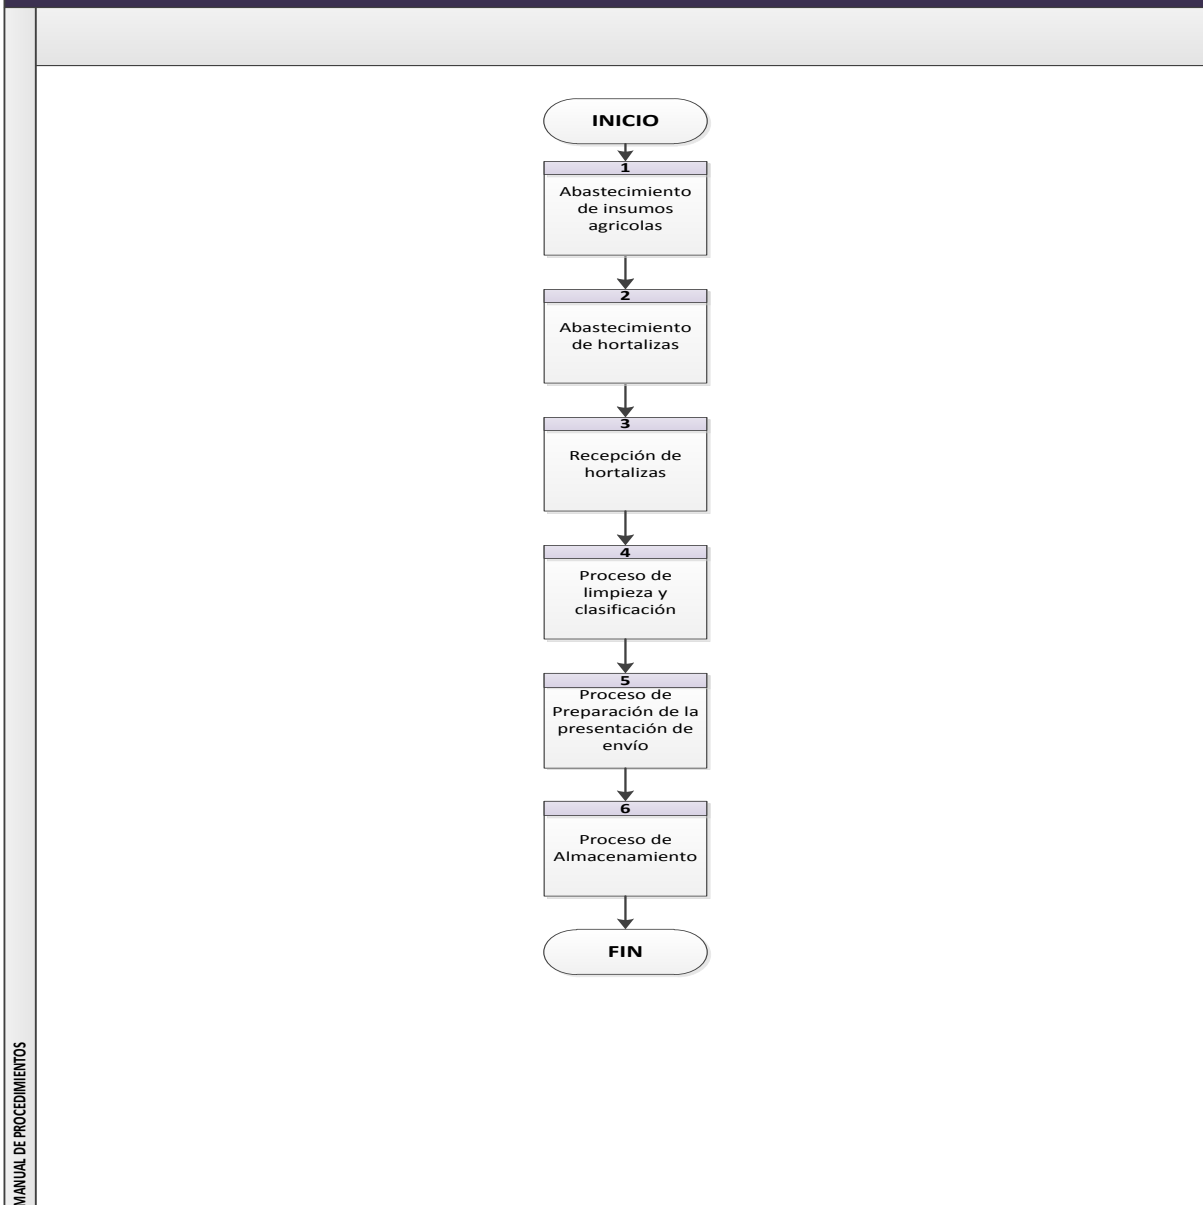 INICIO
1
Abastecimiento
de insumos
agricolas
2
Abastecimiento
de hortalizas
3
Recepción de
hortalizas
4
Proceso de
limpieza y
clasificación
5
Proceso de
Preparación de la
presentación de
envío
6
Proceso de
Almacenamiento
FIN
MANUAL DE PROCEDIMIENTOS